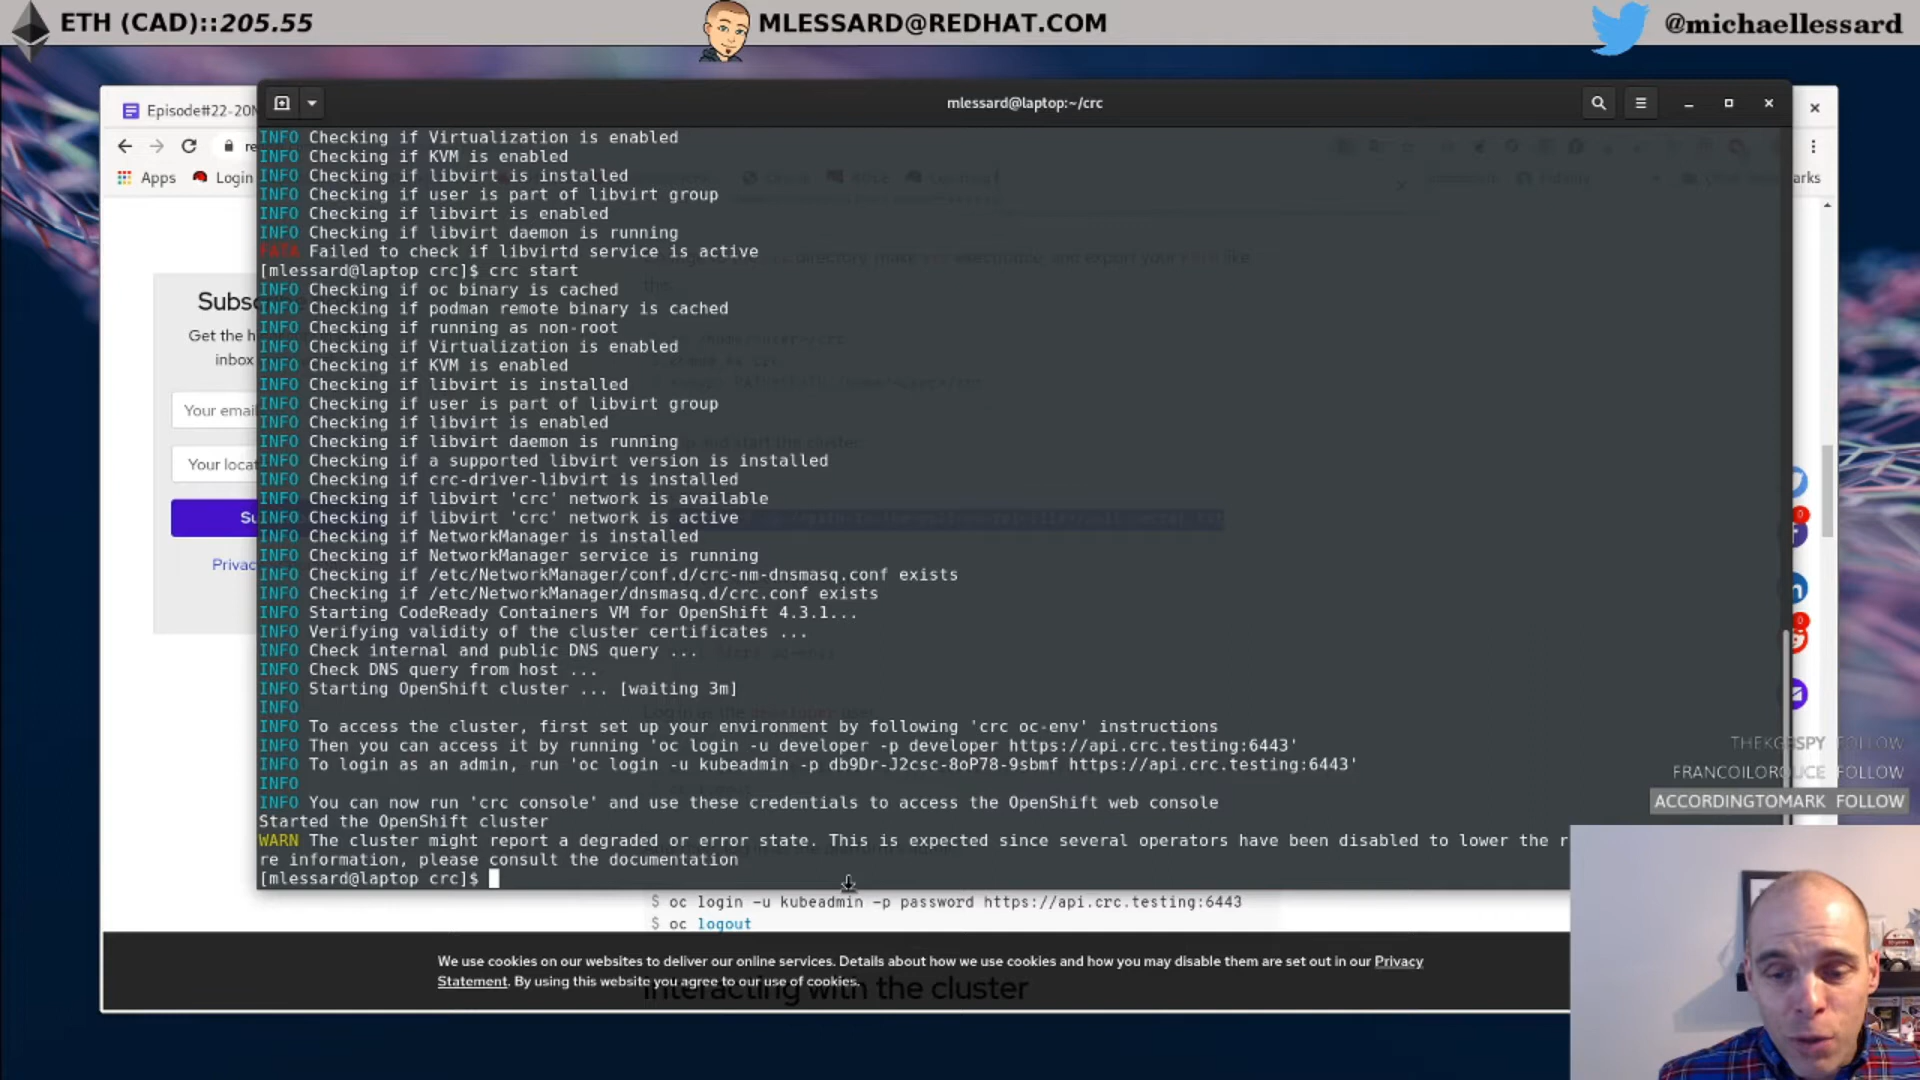 ETH (CAD)::205.55
MLESSARD@REDHAT.COM
@michaellessard
Episode#22-20N
mlessard@laptop:~/crc
Apps
Login
INFO Checking if Virtualization is enabled
INFO Checking if KVM is enabled
INFO Checking if libvirt is installed
INFO Checking if user is part of libvirt group
INFO Checking if libvirt is enabled
INFO Checking if libvirt daemon is running
FATA Failed to check if libvirtd service is active
[mlessard@laptop crc]$ crc start
INFO Checking if oc binary is cached
INFO Checking if podman remote binary is cached
INFO Checking if running as non-root
INFO Checking if Virtualization is enabled
INFO Checking if KVM is enabled
INFO Checking if libvirt is installed
INFO Checking if user is part of libvirt group
INFO Checking if libvirt is enabled
INFO Checking if libvirt daemon is running
INFO Checking if a supported libvirt version is installed
INFO Checking if crc-driver-libvirt is installed
INFO Checking if libvirt 'crc' network is available
INFO Checking if libvirt 'crc' network is active
INFO Checking if NetworkManager is installed
INFO Checking if NetworkManager service is running
INFO Checking if /etc/NetworkManager/conf.d/crc-nm-dnsmasq.conf exists
INFO Checking if /etc/NetworkManager/dnsmasq.d/crc.conf exists
INFO Starting CodeReady Containers VM for OpenShift 4.3.1...
INFO Verifying validity of the cluster certificates ...
INFO Check internal and public DNS query ...
INFO Check DNS query from host ...
INFO Starting OpenShift cluster ... [waiting 3m]
INFO
INFO To access the cluster, first set up your environment by following 'crc oc-env' instructions
INFO Then you can access it by running 'oc login -u developer -p developer https://api.crc.testing:6443'
INFO To login as an admin, run 'oc login -u kubeadmin -p db9Dr-J2csc-8oP78-9sbmf https://api.crc.testing:6443'
INFO
INFO You can now run 'crc console' and use these credentials to access the OpenShift web console
Started the OpenShift cluster
WARN The cluster might report a degraded or error state. This is expected since several operators have been disabled to lower the r
re information, please consult the documentation
[mlessard@laptop crc]$
Subs
Get the h
inbox
Your emai
Your locat
Su
Privac
arks
0
0
THEKGBSPY FOLLOW
FRANCOILOROUCE FOLLOW
ACCORDINGTOMARK FOLLOW
$ oc login -u kubeadmin -p password https://api.crc.testing:6443
$ oc logout
We use cookies on our websites to deliver our online services. Details about how we use cookies and how you may disable them are set out in our Privacy
Statement. By using this website you agree to our use of cookies.
Interacting with the cluster